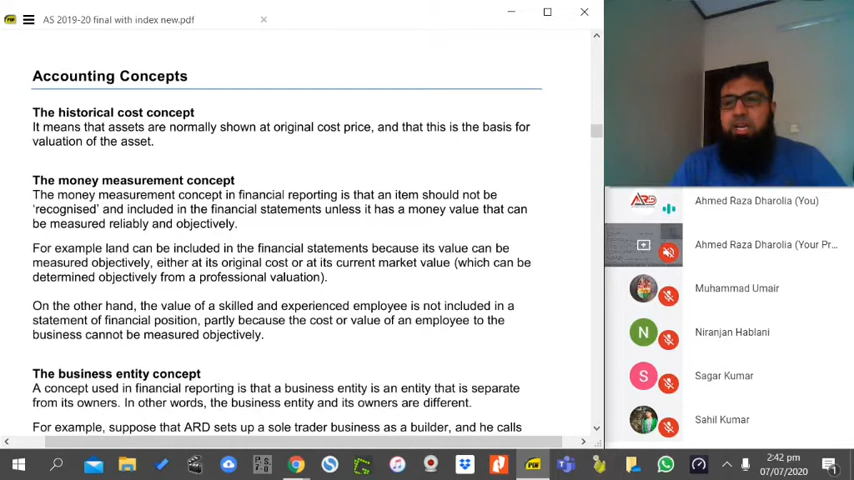 AS 2019-20 final with index new.pdf
Accounting Concepts
The historical cost concept
It means that assets are normally shown at original cost price, and that this is the basis for
valuation of the asset.
The money measurement concept
The money measurement concept in financial reporting is that an item should not be
‘recognised’ and included in the financial statements unless it has a money value that can
be measured reliably and objectively.
For example land can be included in the financial statements because its value can be
measured objectively, either at its original cost or at its current market value (which can be
determined objectively from a professional valuation).
On the other hand, the value of a skilled and experienced employee is not included in a
statement of financial position, partly because the cost or value of an employee to the
business cannot be measured objectively.
The business entity concept
A concept used in financial reporting is that a business entity is an entity that is separate
from its owners. In other words, the business entity and its owners are different.
For example, suppose that ARD sets up a sole trader business as a builder, and he calls
ARD
Ahmed Raza Dharolia (You)
Ahmed Raza Dharolia (Your Pr...
Muhammad Umair
N
Niranjan Hablani
S
Sagar Kumar
Sahil Kumar
2:42 pm
07/07/2020